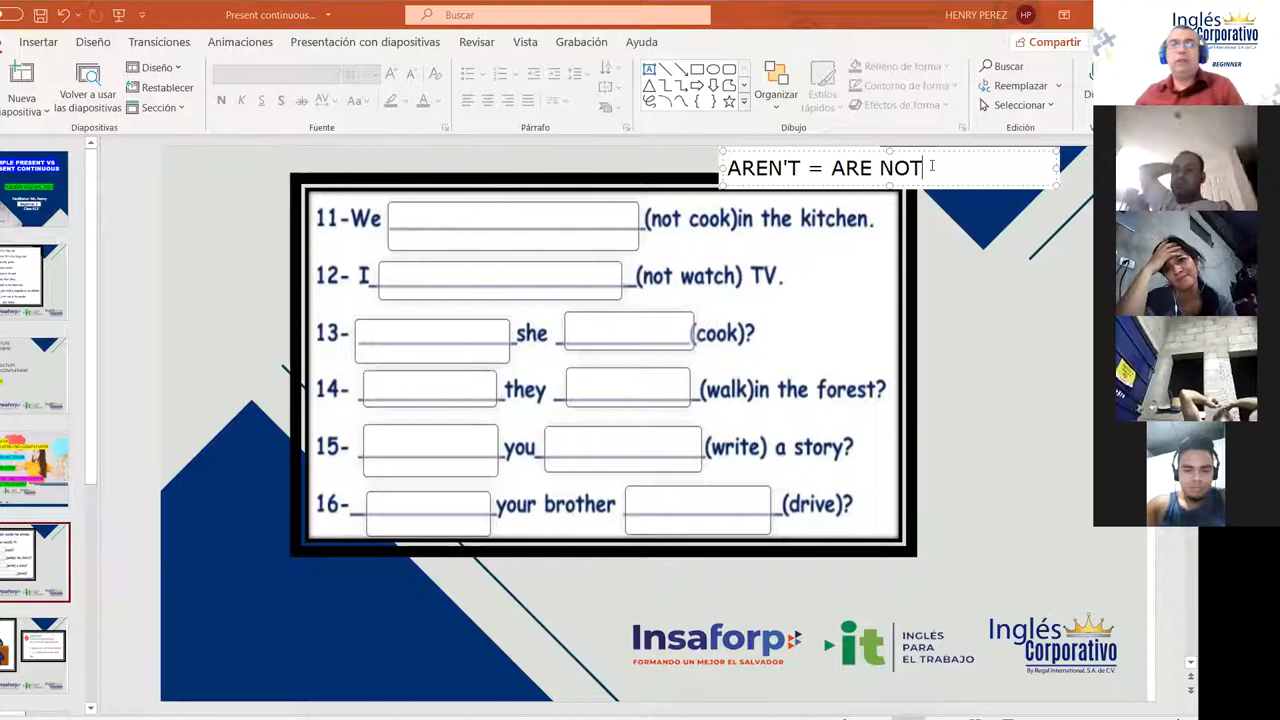 Present continuous...
Buscar
HENRY PEREZ HP
Insertar Diseño Transiciones Animaciones Presentación con diapositivas Revisar Vista Grabación Ayuda
Compartir
Nueva diapositiva
Volver a usar las diapositivas
Diseño
Restablecer
Sección
Diapositivas
N K S S ab AV Aa A
Fuente
Párrafo
Organizar
Estilos rápidos
Relleno de forma
Contorno de forma
Efectos de forma
Dibujo
Buscar
Reemplazar
Seleccionar
Edición
Inglés
Corporativo
BEGINNER
AREN'T = ARE NOT
11-We (not cook)in the kitchen.
12- I (not watch) TV.
13- she (cook)?
14- they (walk)in the forest?
15- you (write) a story?
16- your brother (drive)?
Insaforp
FORMANDO UN MEJOR EL SALVADOR
it
INGLÉS
PARA
EL TRABAJO
Inglés
Corporativo
By Regal International, S.A. de C.V.